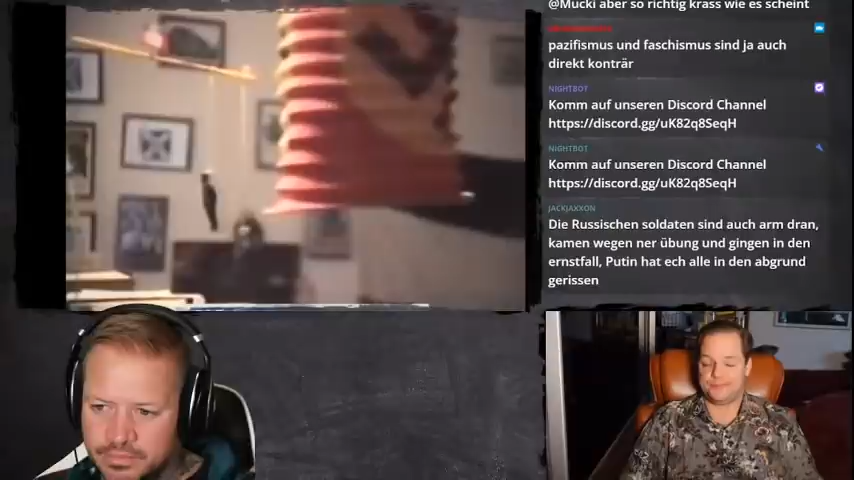 @Mucki aber so richtig krass wie es scheint
pazifismus und faschismus sind ja auch
direkt konträr
NIGHTBOT
Komm auf unseren Discord Channel
https://discord.gg/uK82q8SeqH
NIGHTBOT
Komm auf unseren Discord Channel
https://discord.gg/uK82q8SeqH
JACKJAXXON
Die Russischen soldaten sind auch arm dran,
kamen wegen ner übung und gingen in den
ernstfall, Putin hat ech alle in den abgrund
gerissen